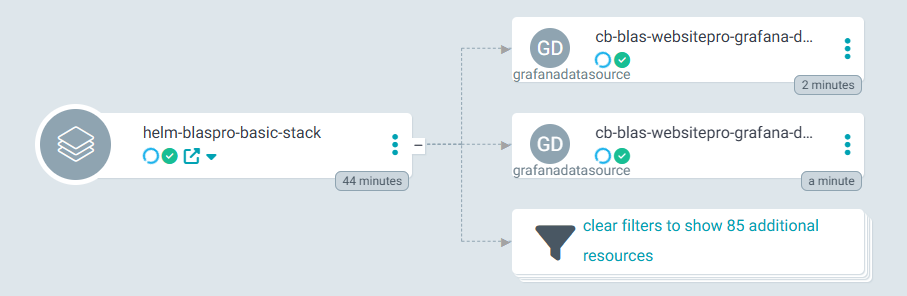 GD
cb-blas-websitepro-grafana-d...
grafanadatasource
2 minutes
helm-blaspro-basic-stack
44 minutes
GD
cb-blas-websitepro-grafana-d...
grafanadatasource
a minute
clear filters to show 85 additional
resources